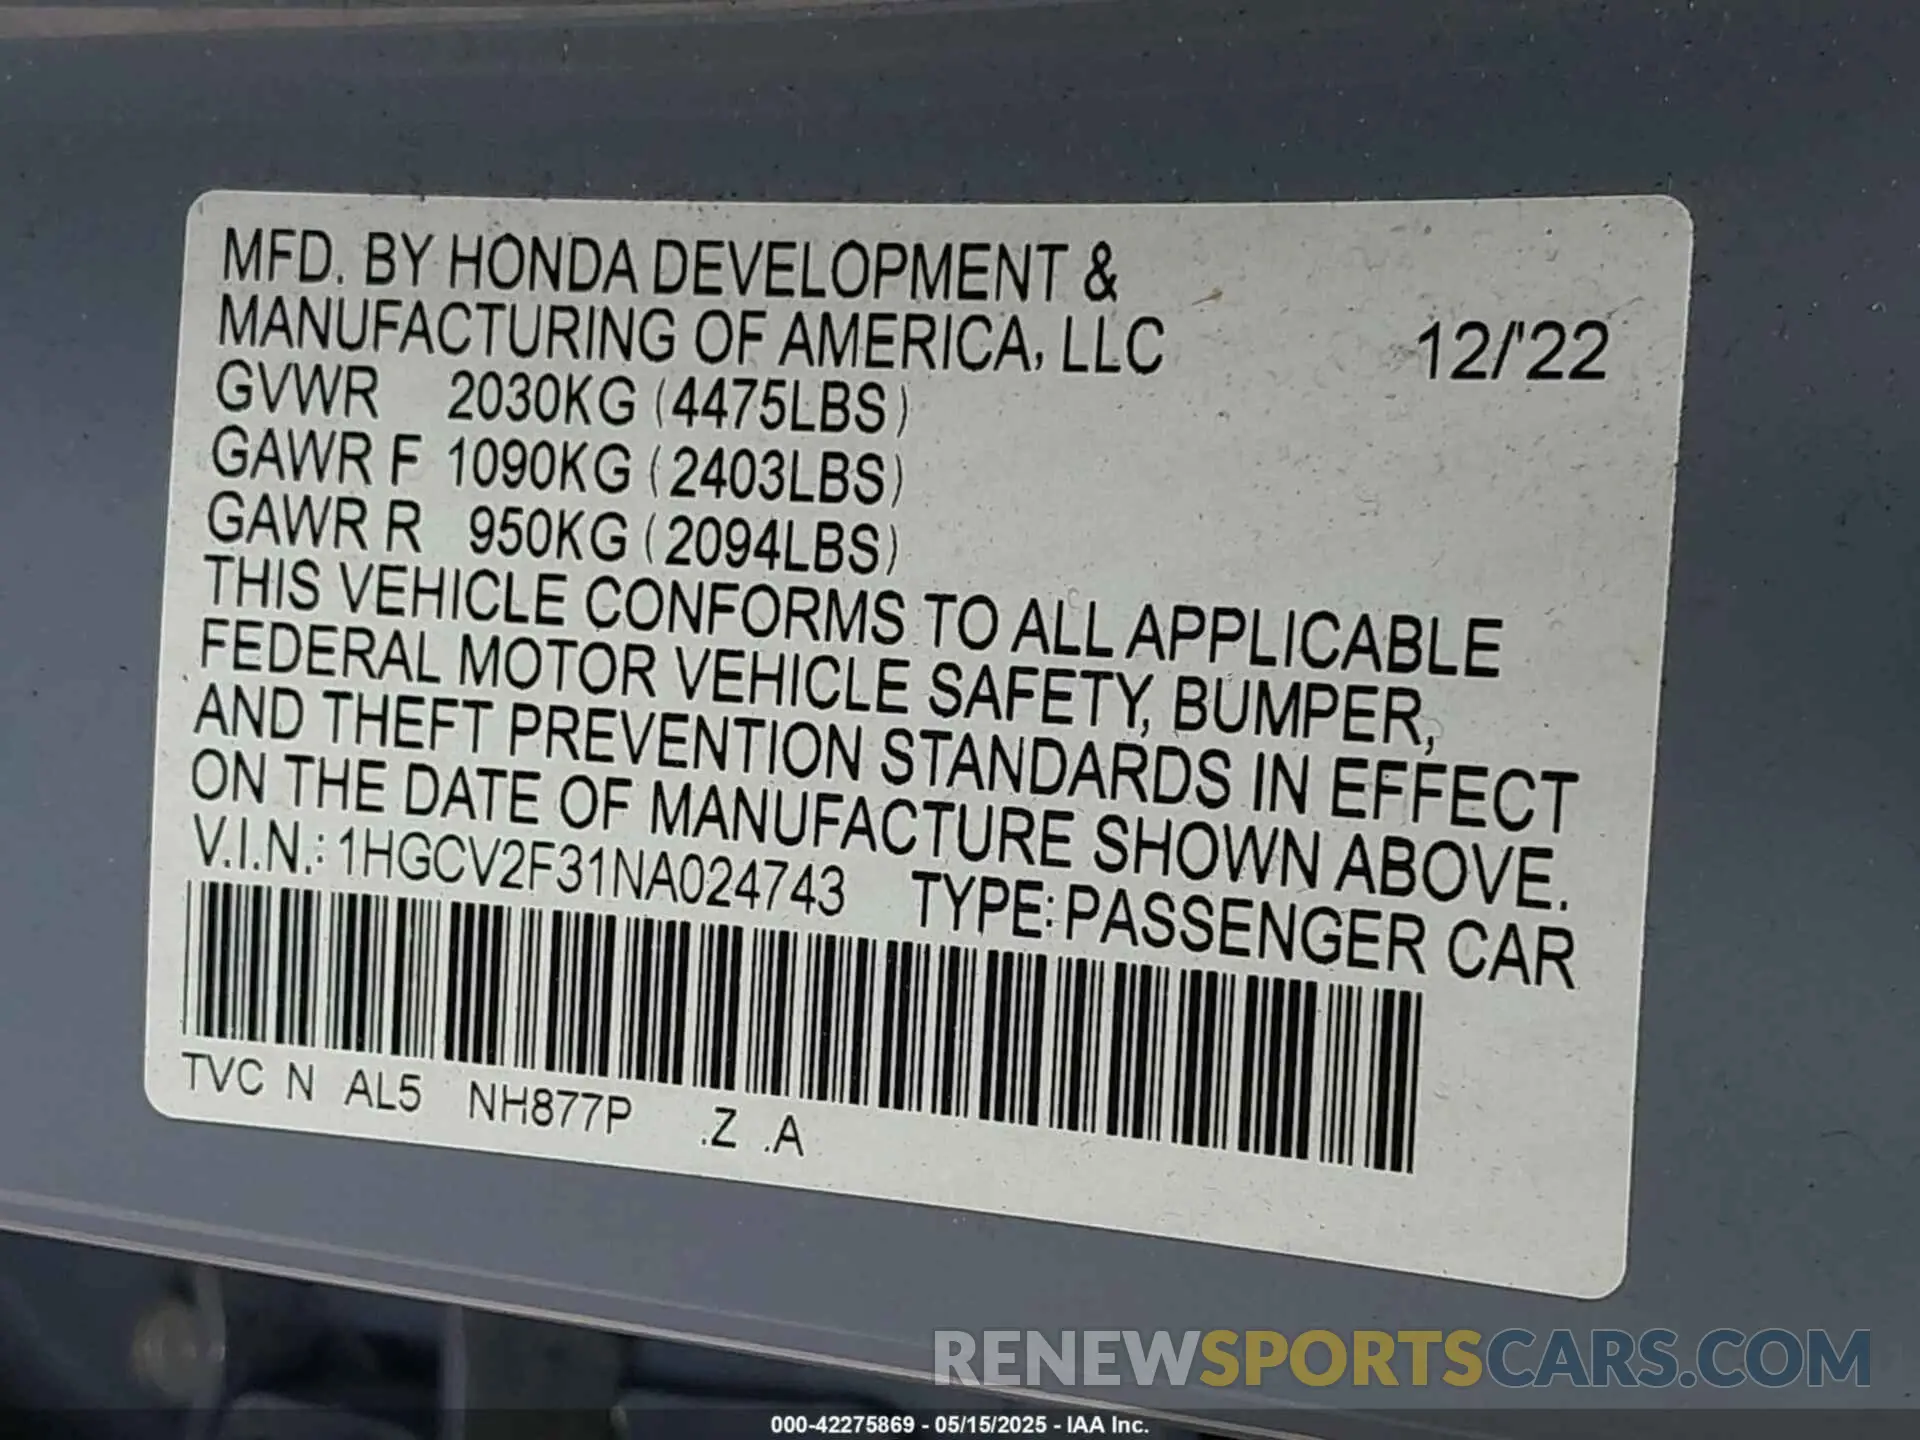 MFD. BY HONDA DEVELOPMENT &
MANUFACTURING OF AMERICA, LLC 12/'22
GVWR 2030KG (4475LBS)
GAWR F 1090KG (2403LBS)
GAWR R 950KG (2094LBS)
THIS VEHICLE CONFORMS TO ALL APPLICABLE
FEDERAL MOTOR VEHICLE SAFETY, BUMPER,
AND THEFT PREVENTION STANDARDS IN EFFECT
ON THE DATE OF MANUFACTURE SHOWN ABOVE.
V.I.N.: 1HGCV2F31NA024743 TYPE: PASSENGER CAR
TVC N AL5 NH877P .Z .A
RENEWSPORTSCARS.COM
000-42275869 - 05/15/2025 - IAA Inc.